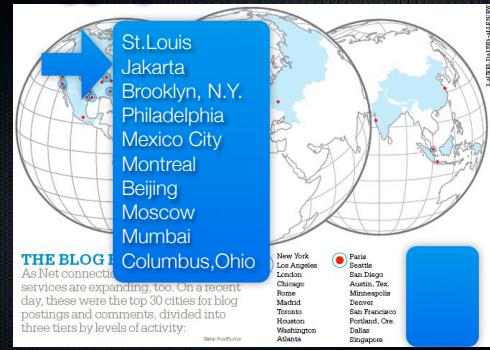 St.Louis
Jakarta
Brooklyn, N.Y.
Philadelphia
Mexico City
Montreal
Beijing
Moscow
Mumbai
Columbus,Ohio
THE BLOG
As Net connectio
services are expanding, too. On a recent
day, these were the top 30 cities for blog
postings and comments, divided into
three tiers by levels of activity:
New York
Los Angeles
London
Chicago
Rome
Madrid
Toronto
Houston
Washington
Atlanta
Paris
Seattle
San Diego
Austin, Tex.
Minneapolis
Denver
San Francisco
Portland, Ore.
Dallas
Singapore